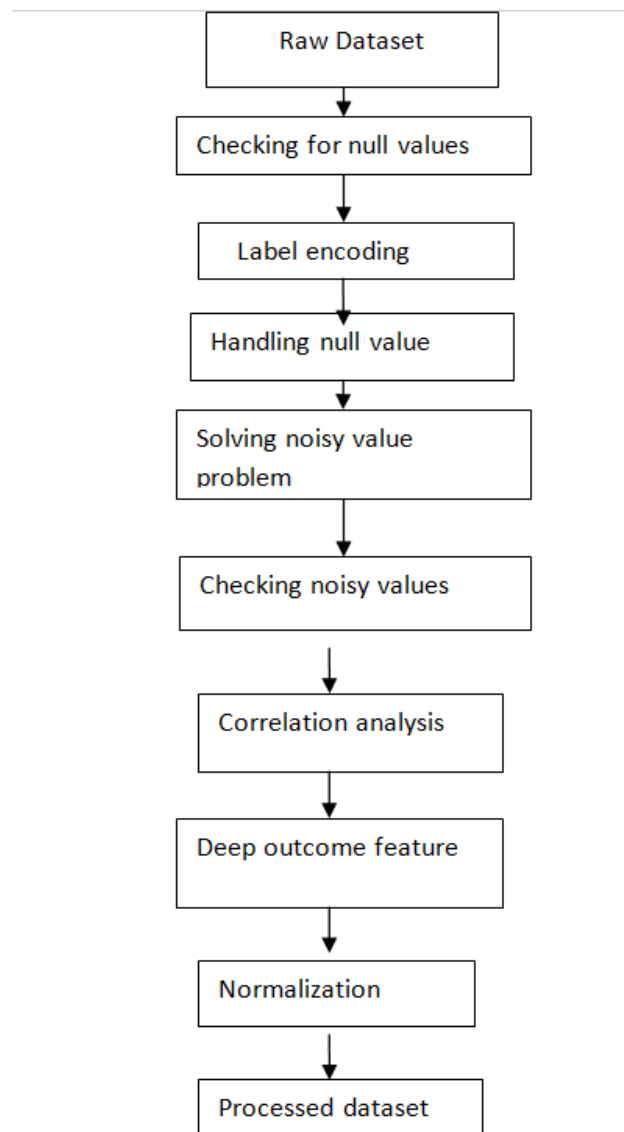 Raw Dataset
Checking for null values
Label encoding
Handling null value
Solving noisy value
problem
Checking noisy values
Correlation analysis
Deep outcome feature
Normalization
Processed dataset